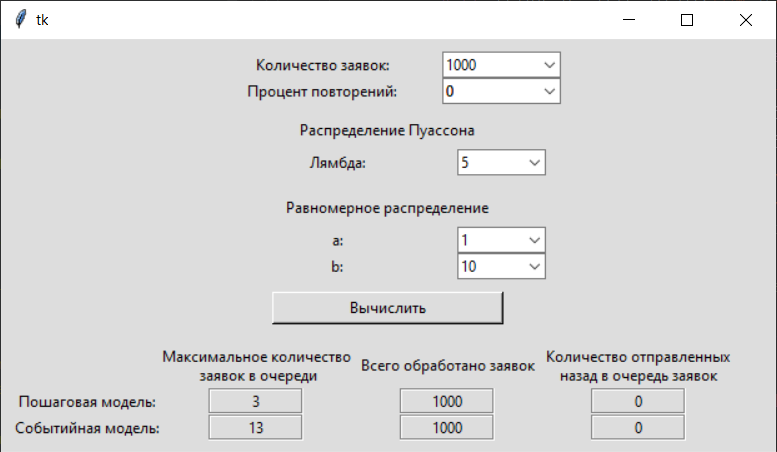 tk
Количество заявок: 1000
Процент повторений: 0
Распределение Пуассона
Лямбда: 5
Равномерное распределение
a: 1
b: 10
Вычислить
Максимальное количество
заявок в очереди
Всего обработано заявок
Количество отправленных
назад в очередь заявок
Пошаговая модель: 3 1000 0
Событийная модель: 13 1000 0